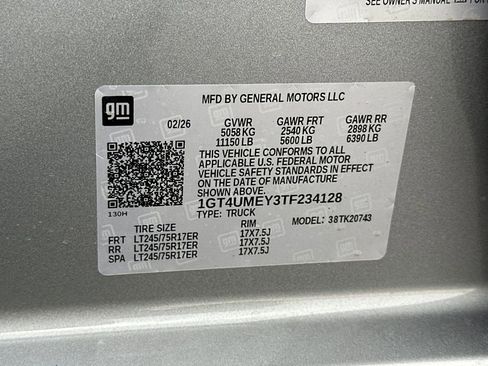 SEE OWNER'S MANUAL
gm
MFD BY GENERAL MOTORS LLC
02/26 GVWR GAWR FRT GAWR RR
5058 KG 2540 KG 2898 KG
11150 LB 5600 LB 6390 LB
THIS VEHICLE CONFORMS TO ALL
APPLICABLE U.S. FEDERAL MOTOR
VEHICLE SAFETY STANDARDS IN EFFECT
ON THE DATE OF MANUFACTURE SHOWN ABOVE.
1GT4UMEY3TF234128
130H TYPE: TRUCK MODEL: 38TK20743
TIRE SIZE RIM
FRT LT245/75R17ER 17X7.5J
RR LT245/75R17ER 17X7.5J
SPA LT245/75R17ER 17X7.5J